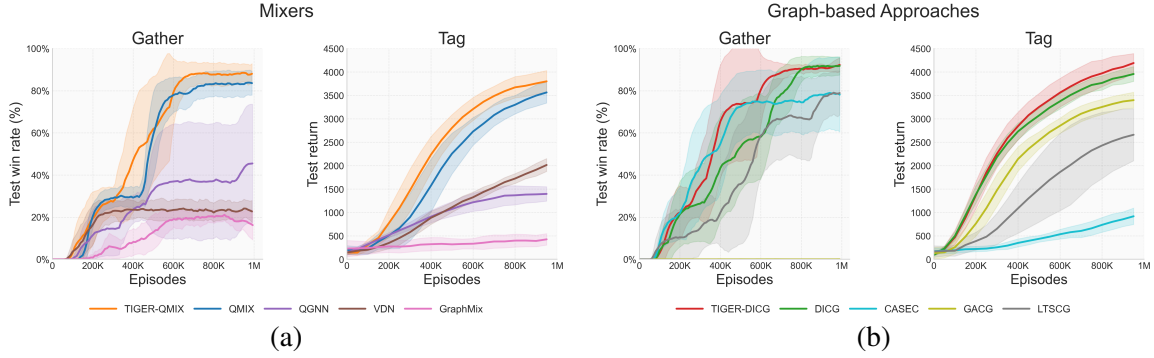 Mixers
Graph-based Approaches
Gather
Test win rate (%)
100%
80%
60%
40%
20%
0%
200K 400K 600K 800K 1M
Episodes
Tag
Test return
4500
4000
3500
3000
2500
2000
1500
1000
500
0
0 200K 400K 600K 800K
Episodes
TIGER-QMIX QMIX QGNN VDN GraphMix
(a)
Gather
Test win rate (%)
100%
80%
60%
40%
20%
0%
200K 400K 600K 800K 1M
Episodes
Tag
Test return
4500
4000
3500
3000
2500
2000
1500
1000
500
0
0 200K 400K 600K 800K
Episodes
TIGER-DICG DICG CASEC GACG LTSCG
(b)